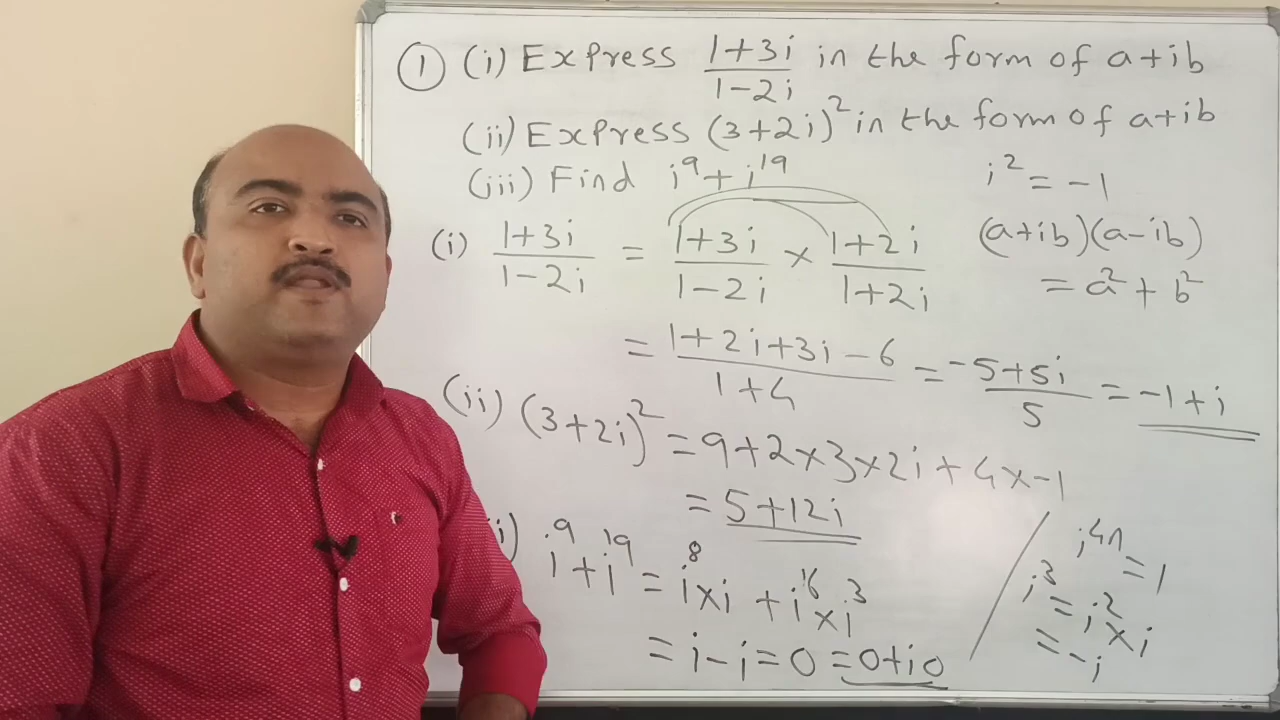 ① (i) Express (1+3i)/(1-2i) in the form of a+ib
(ii) Express (3+2i)² in the form of a+ib
(iii) Find i⁹+i¹⁹
i² = -1
(i) (1+3i)/(1-2i) = (1+3i)/(1-2i) × (1+2i)/(1+2i)
(a+ib)(a-ib)
= a²+b²
= (1+2i+3i-6)/(1+4) = (-5+5i)/5 = -1+i
(ii) (3+2i)² = 9+2×3×2i+4×-1
= 5+12i
i) i⁹+i¹⁹ = i⁸×i + i¹⁶×i³
= i-i = 0 = 0+i0
i⁴ⁿ = 1
i³ = i²×i
= -i